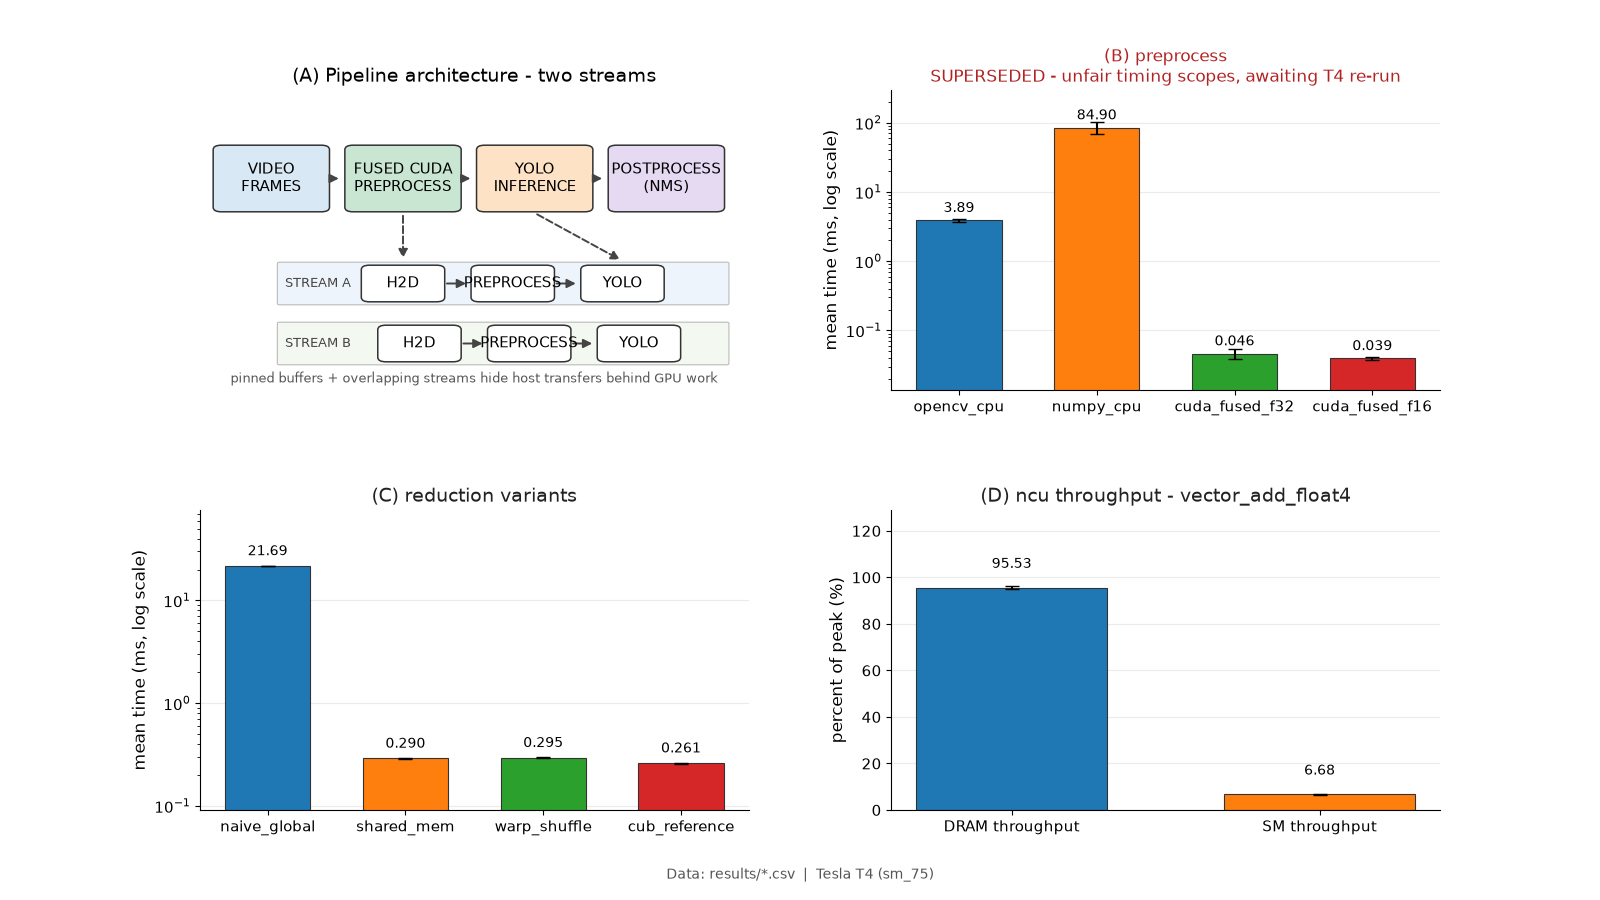 (A) Pipeline architecture - two streams
VIDEO
FRAMES
FUSED CUDA
PREPROCESS
YOLO
INFERENCE
POSTPROCESS
(NMS)
STREAM A
H2D
PREPROCESS
YOLO
STREAM B
H2D
PREPROCESS
YOLO
pinned buffers + overlapping streams hide host transfers behind GPU work
(B) preprocess
SUPERSEDED - unfair timing scopes, awaiting T4 re-run
mean time (ms, log scale)
10²
10¹
10⁰
10⁻¹
3.89
84.90
0.046
0.039
opencv_cpu
numpy_cpu
cuda_fused_f32
cuda_fused_f16
(C) reduction variants
mean time (ms, log scale)
10¹
10⁰
10⁻¹
21.69
0.290
0.295
0.261
naive_global
shared_mem
warp_shuffle
cub_reference
(D) ncu throughput - vector_add_float4
percent of peak (%)
120
100
80
60
40
20
0
95.53
6.68
DRAM throughput
SM throughput
Data: results/*.csv | Tesla T4 (sm_75)